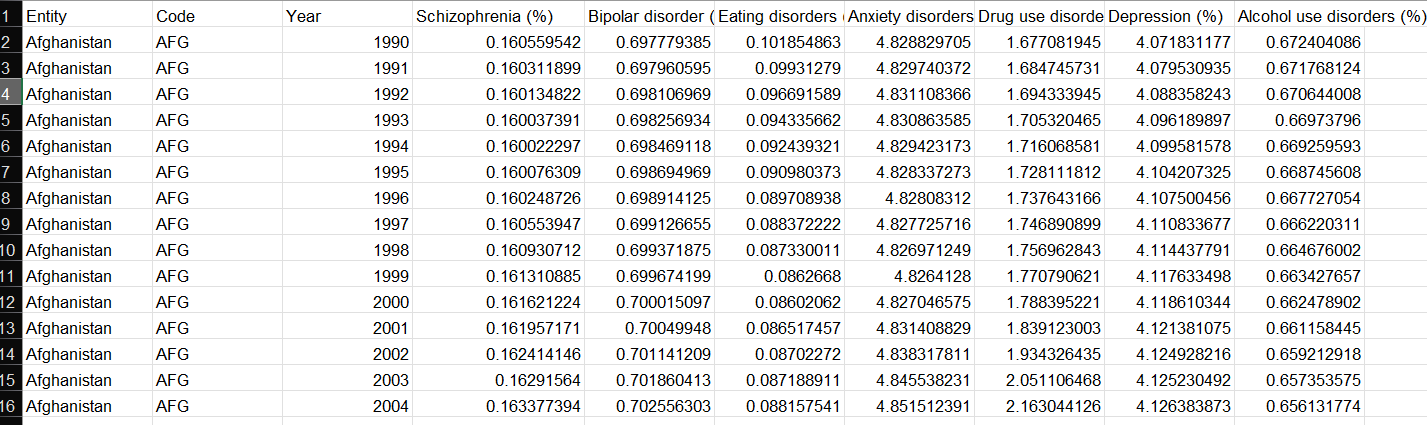 1 Entity Code Year Schizophrenia (%) Bipolar disorder ( Eating disorders ( Anxiety disorders Drug use disorde Depression (%) Alcohol use disorders (%)
2 Afghanistan AFG 1990 0.160559542 0.697779385 0.101854863 4.828829705 1.677081945 4.071831177 0.672404086
3 Afghanistan AFG 1991 0.160311899 0.697960595 0.09931279 4.829740372 1.684745731 4.079530935 0.671768124
4 Afghanistan AFG 1992 0.160134822 0.698106969 0.096691589 4.831108366 1.694333945 4.088358243 0.670644008
5 Afghanistan AFG 1993 0.160037391 0.698256934 0.094335662 4.830863585 1.705320465 4.096189897 0.66973796
6 Afghanistan AFG 1994 0.160022297 0.698469118 0.092439321 4.829423173 1.716068581 4.099581578 0.669259593
7 Afghanistan AFG 1995 0.160076309 0.698694969 0.090980373 4.828337273 1.728111812 4.104207325 0.668745608
8 Afghanistan AFG 1996 0.160248726 0.698914125 0.089708938 4.82808312 1.737643166 4.107500456 0.667727054
9 Afghanistan AFG 1997 0.160553947 0.699126655 0.088372222 4.827725716 1.746890899 4.110833677 0.666220311
10 Afghanistan AFG 1998 0.160930712 0.699371875 0.087330011 4.826971249 1.756962843 4.114437791 0.664676002
11 Afghanistan AFG 1999 0.161310885 0.699674199 0.0862668 4.8264128 1.770790621 4.117633498 0.663427657
12 Afghanistan AFG 2000 0.161621224 0.700015097 0.08602062 4.827046575 1.788395221 4.118610344 0.662478902
13 Afghanistan AFG 2001 0.161957171 0.70049948 0.086517457 4.831408829 1.839123003 4.121381075 0.661158445
14 Afghanistan AFG 2002 0.162414146 0.701141209 0.08702272 4.838317811 1.934326435 4.124928216 0.659212918
15 Afghanistan AFG 2003 0.16291564 0.701860413 0.087188911 4.845538231 2.051106468 4.125230492 0.657353575
16 Afghanistan AFG 2004 0.163377394 0.702556303 0.088157541 4.851512391 2.163044126 4.126383873 0.656131774